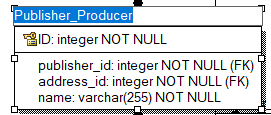 Publisher_Producer
ID: integer NOT NULL
publisher_id: integer NOT NULL (FK)
address_id: integer NOT NULL (FK)
name: varchar(255) NOT NULL